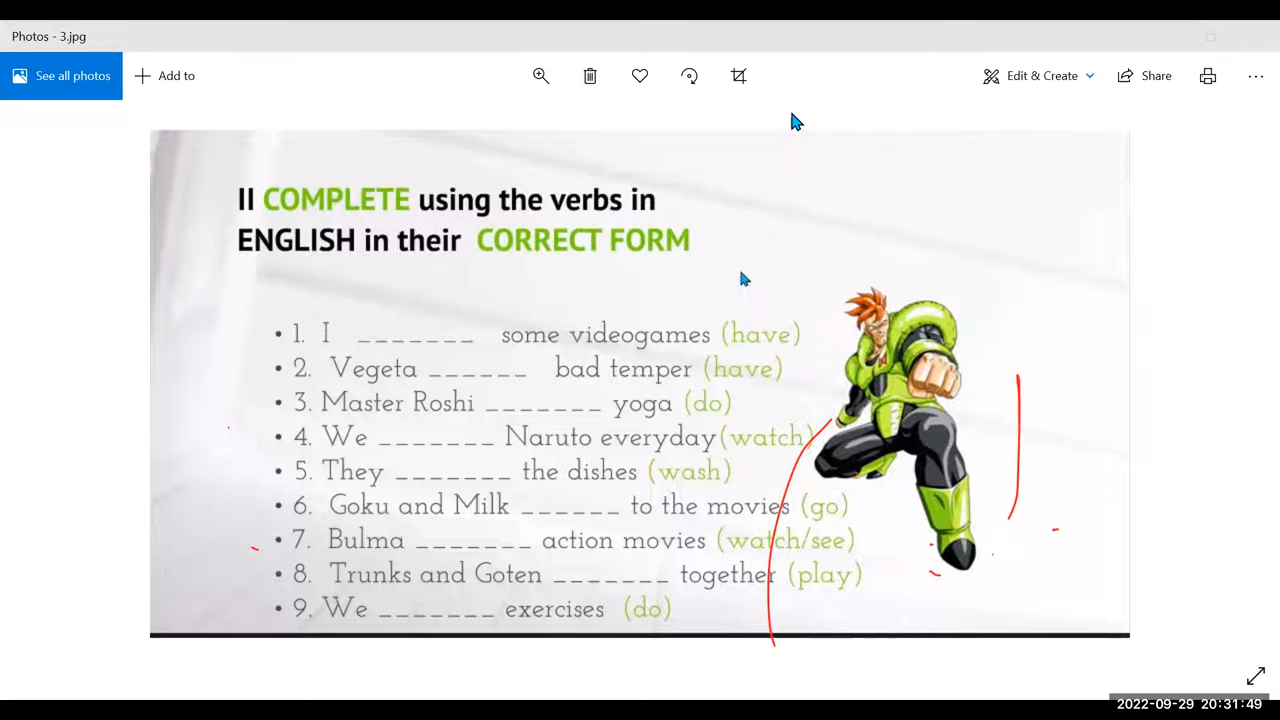 Photos - 3.jpg
See all photos
Add to
Edit & Create
Share
II COMPLETE using the verbs in
ENGLISH in their CORRECT FORM
• 1. I _______ some videogames (have)
• 2. Vegeta ______ bad temper (have)
• 3. Master Roshi _______ yoga (do)
• 4. We _______ Naruto everyday(watch)
• 5. They _______ the dishes (wash)
• 6. Goku and Milk ______ to the movies (go)
• 7. Bulma _______ action movies (watch/see)
• 8. Trunks and Goten _______ together (play)
• 9. We _______ exercises (do)
2022-09-29 20:31:49